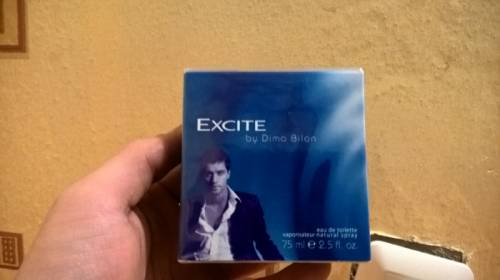 EXCITE
by Dima Bilan
eau de toilette
vaporisateur natural spray
75 ml e 2.5 fl. oz.